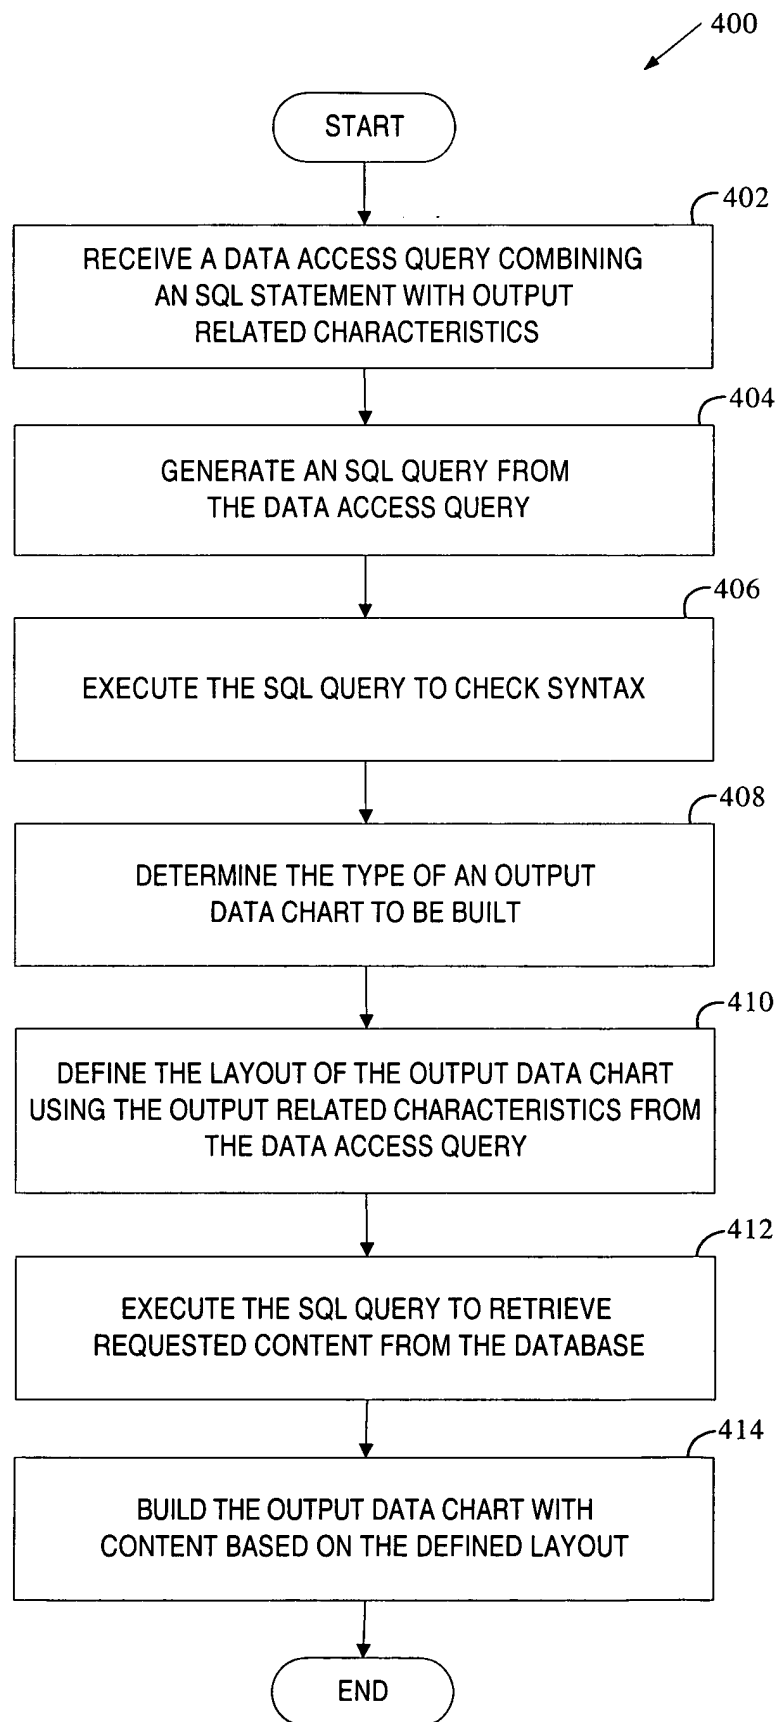 400
START
402
RECEIVE A DATA ACCESS QUERY COMBINING
AN SQL STATEMENT WITH OUTPUT
RELATED CHARACTERISTICS
404
GENERATE AN SQL QUERY FROM
THE DATA ACCESS QUERY
406
EXECUTE THE SQL QUERY TO CHECK SYNTAX
408
DETERMINE THE TYPE OF AN OUTPUT
DATA CHART TO BE BUILT
410
DEFINE THE LAYOUT OF THE OUTPUT DATA CHART
USING THE OUTPUT RELATED CHARACTERISTICS FROM
THE DATA ACCESS QUERY
412
EXECUTE THE SQL QUERY TO RETRIEVE
REQUESTED CONTENT FROM THE DATABASE
414
BUILD THE OUTPUT DATA CHART WITH
CONTENT BASED ON THE DEFINED LAYOUT
END